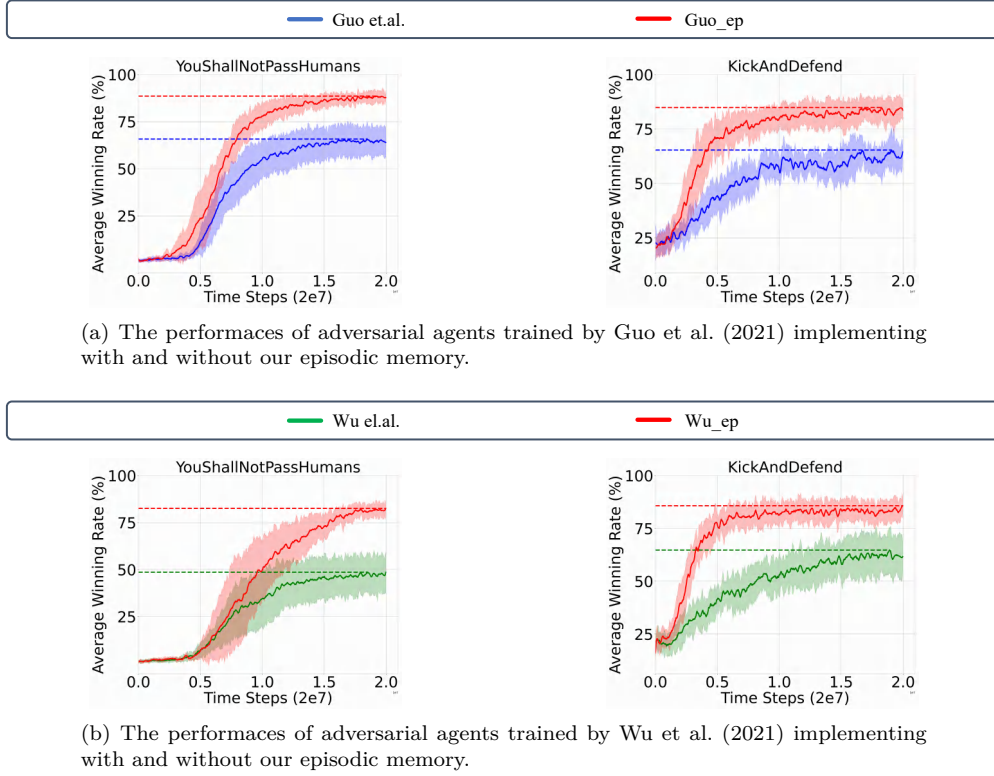 Guo et.al.
Guo_ep
YouShallNotPassHumans
Average Winning Rate (%)
100
75
50
25
0.0 0.5 1.0 1.5 2.0
Time Steps (2e7)
KickAndDefend
Average Winning Rate (%)
100
75
50
25
0.0 0.5 1.0 1.5 2.0
Time Steps (2e7)
(a) The performaces of adversarial agents trained by Guo et al. (2021) implementing
with and without our episodic memory.
Wu el.al.
Wu_ep
YouShallNotPassHumans
Average Winning Rate (%)
100
75
50
25
0.0 0.5 1.0 1.5 2.0
Time Steps (2e7)
KickAndDefend
Average Winning Rate (%)
100
75
50
25
0.0 0.5 1.0 1.5 2.0
Time Steps (2e7)
(b) The performaces of adversarial agents trained by Wu et al. (2021) implementing
with and without our episodic memory.